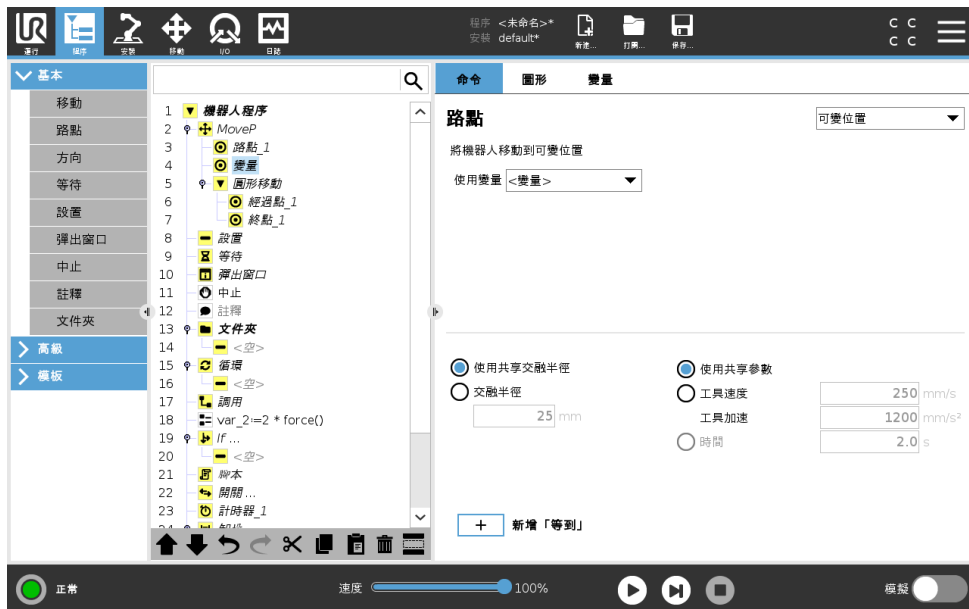 UR
運行
程序
安裝
移動
I/O
日誌
程序 <未命名>*
安裝 default*
新建...
打開...
保存...
C C
C C
基本
移動
路點
方向
等待
設置
彈出窗口
中止
註釋
文件夾
高級
模板
1 機器人程序
2 MoveP
3 路點_1
4 變量
5 圓形移動
6 經過點_1
7 終點_1
8 設置
9 等待
10 彈出窗口
11 中止
12 註釋
13 文件夾
14 <空>
15 循環
16 <空>
17 調用
18 var_2:=2 * force()
19 If ...
20 <空>
21 腳本
22 開關 ...
23 計時器_1
命令
圖形
變量
路點
可變位置
將機器人移動到可變位置
使用變量 <變量>
使用共享交融半徑
交融半徑
25 mm
使用共享參數
工具速度 250 mm/s
工具加速 1200 mm/s²
時間 2.0 s
+ 新增「等到」
正常
速度 100%
模擬